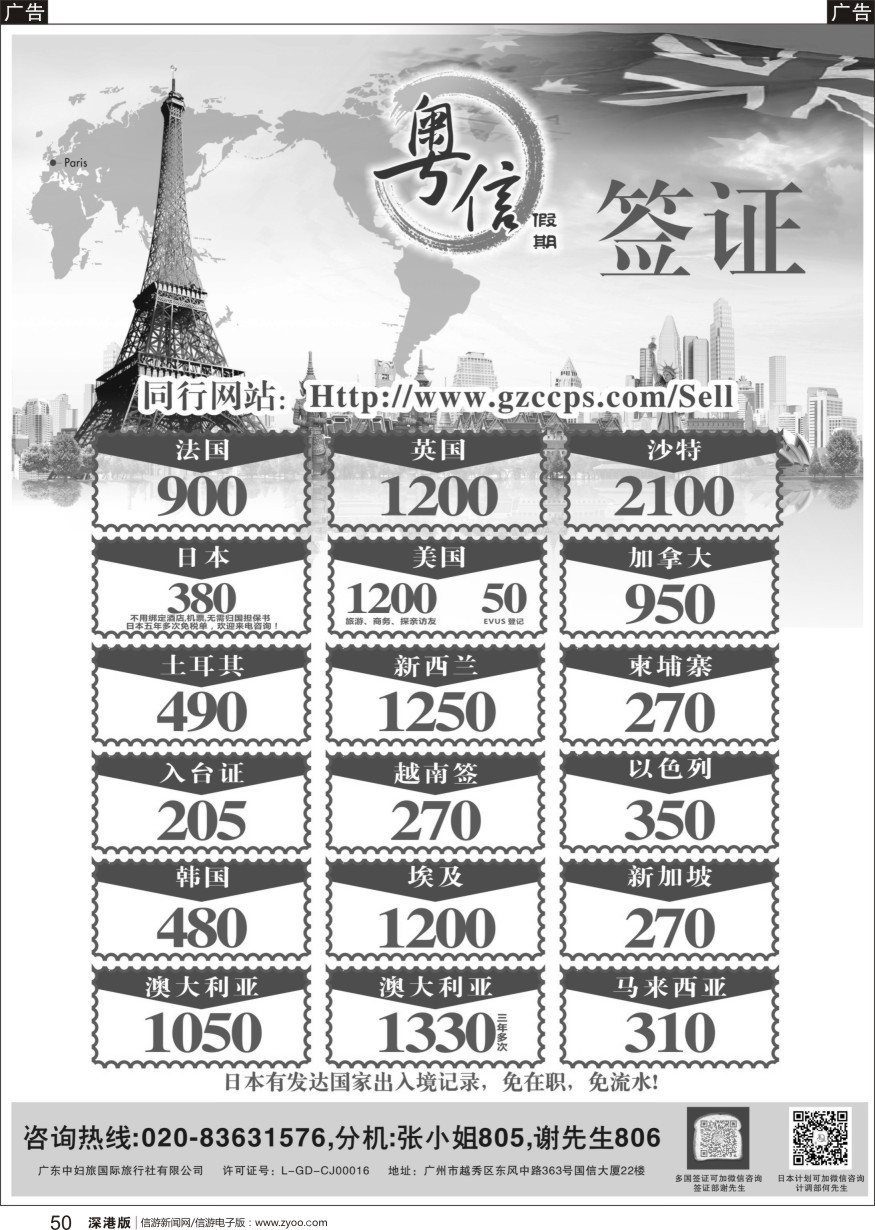 广告
广告
Paris
粤信
假期
签证
同行网站：Http://www.gzccps.com/Sell
法国
900
英国
1200
沙特
2100
日本
380
不用绑定酒店,机票,无需归国担保书
日本五年多次免税单，欢迎来电咨询！
美国
1200
旅游、商务、探亲访友
50
EVUS 登记
加拿大
950
土耳其
490
新西兰
1250
柬埔寨
270
入台证
205
越南签
270
以色列
350
韩国
480
埃及
1200
新加坡
270
澳大利亚
1050
澳大利亚
1330
三年多次
马来西亚
310
日本有发达国家出入境记录，免在职，免流水!
咨询热线:020-83631576,分机:张小姐805,谢先生806
广东中妇旅国际旅行社有限公司 许可证号：L-GD-CJ00016 地址：广州市越秀区东风中路363号国信大厦22楼
多国签证可加微信咨询
签证部谢先生
日本计划可加微信咨询
计调部何先生
50 深港版 | 信游新闻网/信游电子版：www.zyoo.com